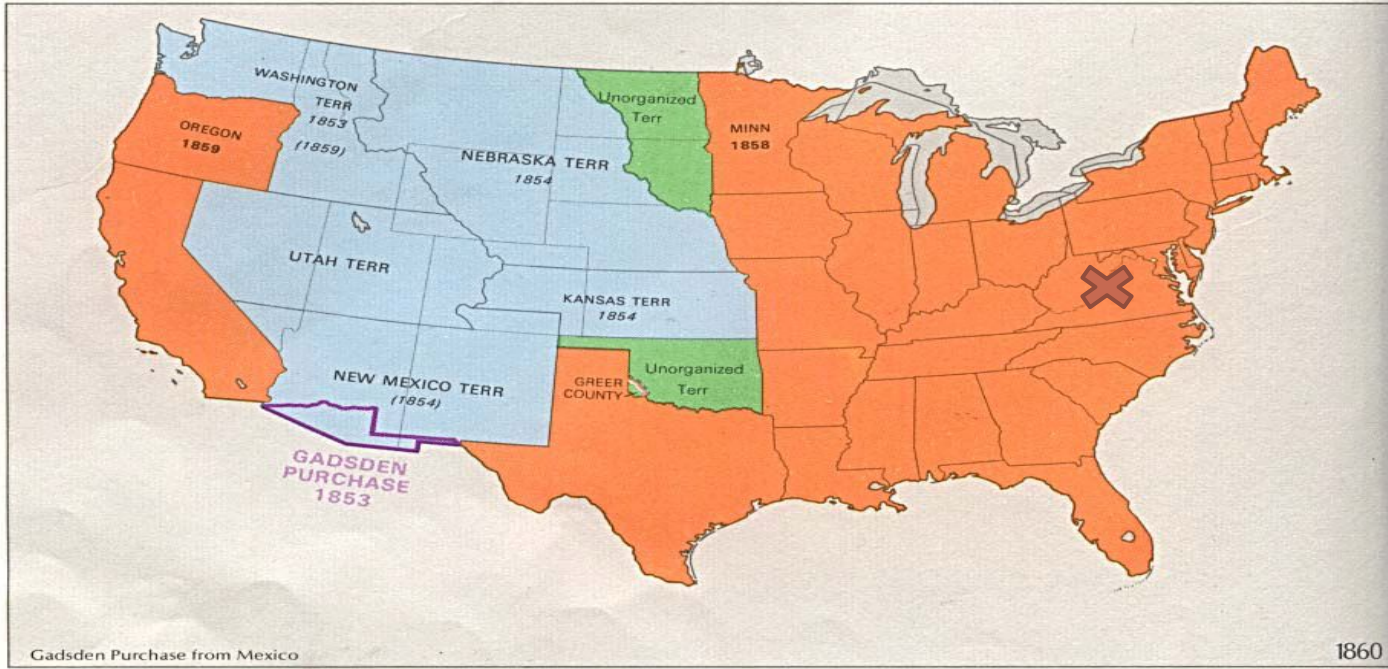 WASHINGTON
TERR
1853
(1859)
OREGON
1859
NEBRASKA TERR
1854
Unorganized
Terr
MINN
1858
UTAH TERR
KANSAS TERR
1854
NEW MEXICO TERR
(1854)
GREER
COUNTY
Unorganized
Terr
GADSDEN
PURCHASE
1853
Gadsden Purchase from Mexico
1860